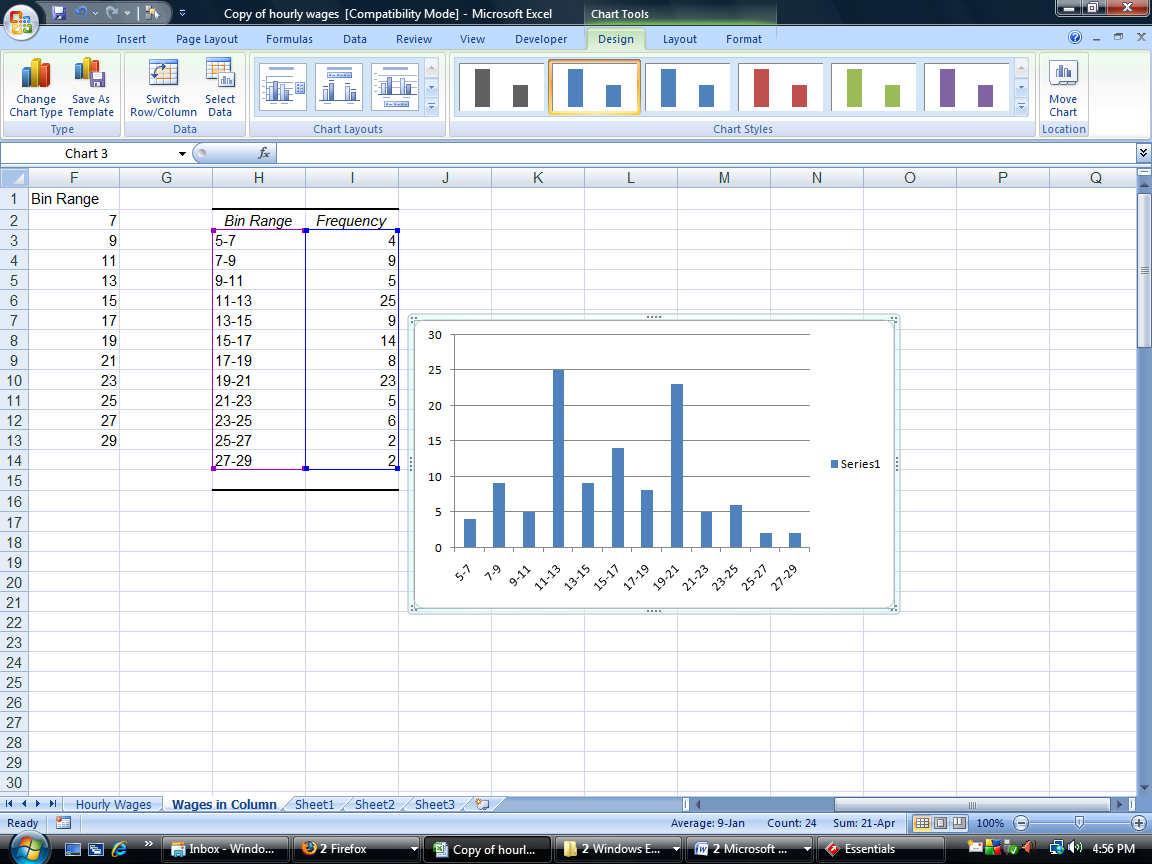 Copy of hourly wages [Compatibility Mode] - Microsoft Excel Chart Tools
Home Insert Page Layout Formulas Data Review View Developer Design Layout Format
Change Chart Type Save As Template Switch Row/Column Select Data Move Chart
Type Data Chart Layouts Chart Styles Location
Chart 3 fx
F G H I J K L M N O P Q
1 Bin Range
2 7 Bin Range Frequency
3 9 5-7 4
4 11 7-9 9
5 13 9-11 5
6 15 11-13 25
7 17 13-15 9
8 19 15-17 14
9 21 17-19 8
10 23 19-21 23
11 25 21-23 5
12 27 23-25 6
13 29 25-27 2
14 27-29 2
15
16
17
18
19
20
21
22
23
24
25
26
27
28
29
30
30
25
20
15
10
5
0
5-7 7-9 9-11 11-13 13-15 15-17 17-19 19-21 21-23 23-25 25-27 27-29
Series1
Hourly Wages Wages in Column Sheet1 Sheet2 Sheet3
Ready Average: 9-Jan Count: 24 Sum: 21-Apr 100%
Inbox - Windo... 2 Firefox Copy of hourl... 2 Windows E... 2 Microsoft ... Essentials 4:56 PM